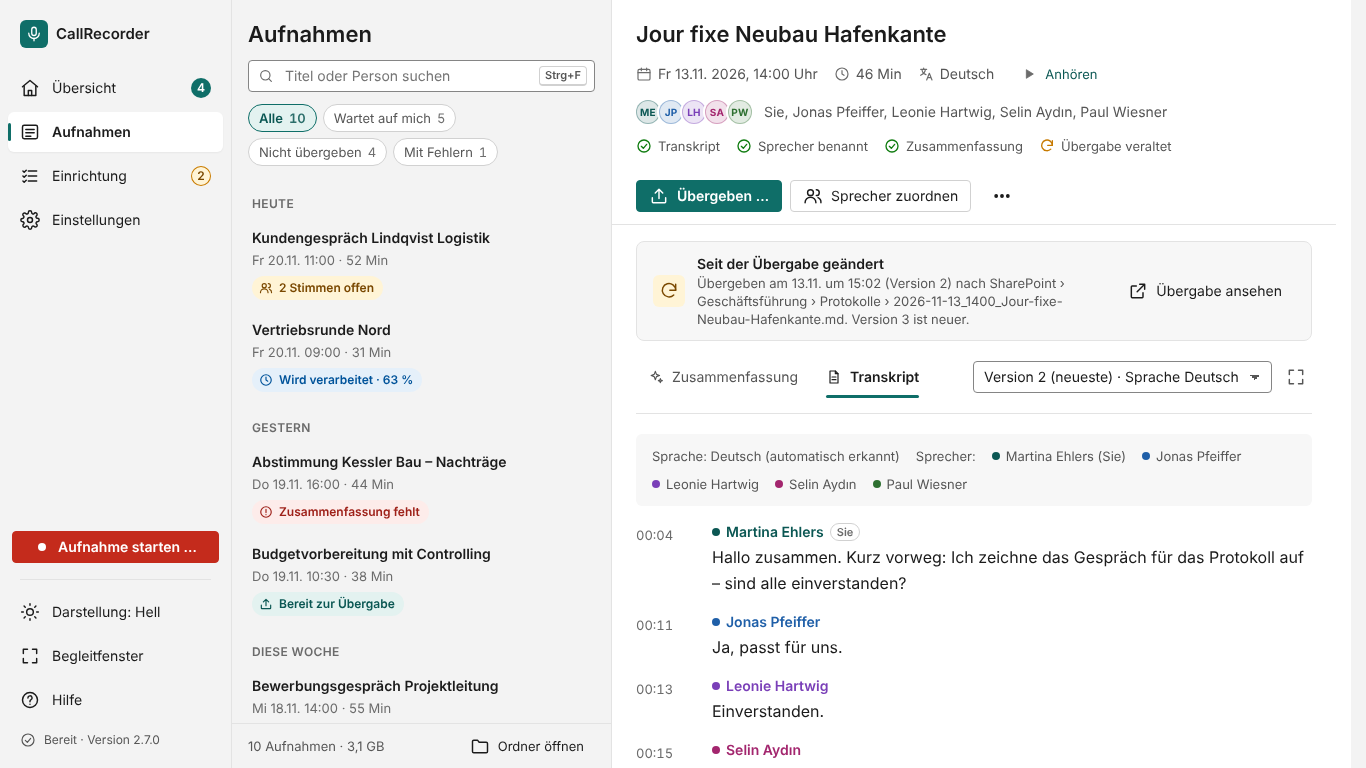 CallRecorder
Übersicht 4
Aufnahmen
Einrichtung 2
Einstellungen
Aufnahme starten ...
Darstellung: Hell
Begleitfenster
Hilfe
Bereit · Version 2.7.0
Aufnahmen
Titel oder Person suchen Strg+F
Alle 10 Wartet auf mich 5
Nicht übergeben 4 Mit Fehlern 1
HEUTE
Kundengespräch Lindqvist Logistik
Fr 20.11. 11:00 · 52 Min
2 Stimmen offen
Vertriebsrunde Nord
Fr 20.11. 09:00 · 31 Min
Wird verarbeitet · 63 %
GESTERN
Abstimmung Kessler Bau – Nachträge
Do 19.11. 16:00 · 44 Min
Zusammenfassung fehlt
Budgetvorbereitung mit Controlling
Do 19.11. 10:30 · 38 Min
Bereit zur Übergabe
DIESE WOCHE
Bewerbungsgespräch Projektleitung
Mi 18.11. 14:00 · 55 Min
10 Aufnahmen · 3,1 GB Ordner öffnen
Jour fixe Neubau Hafenkante
Fr 13.11. 2026, 14:00 Uhr 46 Min Deutsch Anhören
ME JP LH SA PW Sie, Jonas Pfeiffer, Leonie Hartwig, Selin Aydın, Paul Wiesner
Transkript Sprecher benannt Zusammenfassung Übergabe veraltet
Übergeben ... Sprecher zuordnen
Seit der Übergabe geändert
Übergeben am 13.11. um 15:02 (Version 2) nach SharePoint ›
Geschäftsführung › Protokolle › 2026-11-13_1400_Jour-fixe-
Neubau-Hafenkante.md. Version 3 ist neuer.
Übergabe ansehen
Zusammenfassung Transkript Version 2 (neueste) · Sprache Deutsch
Sprache: Deutsch (automatisch erkannt) Sprecher: Martina Ehlers (Sie) Jonas Pfeiffer
Leonie Hartwig Selin Aydın Paul Wiesner
00:04 Martina Ehlers Sie
Hallo zusammen. Kurz vorweg: Ich zeichne das Gespräch für das Protokoll auf
– sind alle einverstanden?
00:11 Jonas Pfeiffer
Ja, passt für uns.
00:13 Leonie Hartwig
Einverstanden.
00:15 Selin Aydın